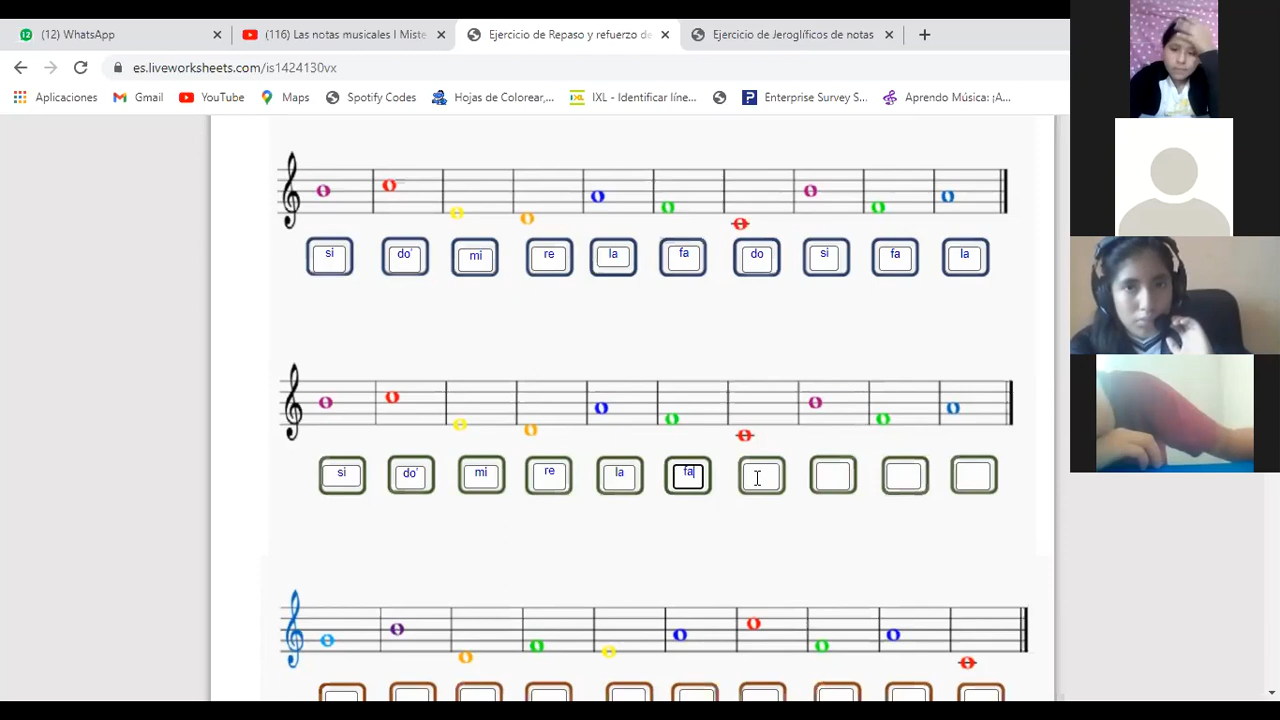 (12) WhatsApp
(116) Las notas musicales I Miste
Ejercicio de Repaso y refuerzo de
Ejercicio de Jeroglíficos de notas
es.liveworksheets.com/is1424130vx
Aplicaciones Gmail YouTube Maps Spotify Codes Hojas de Colorear,... IXL - Identificar líne... Enterprise Survey S... Aprendo Música: ¡A...
si do' mi re la fa do si fa la
si do' mi re la fa